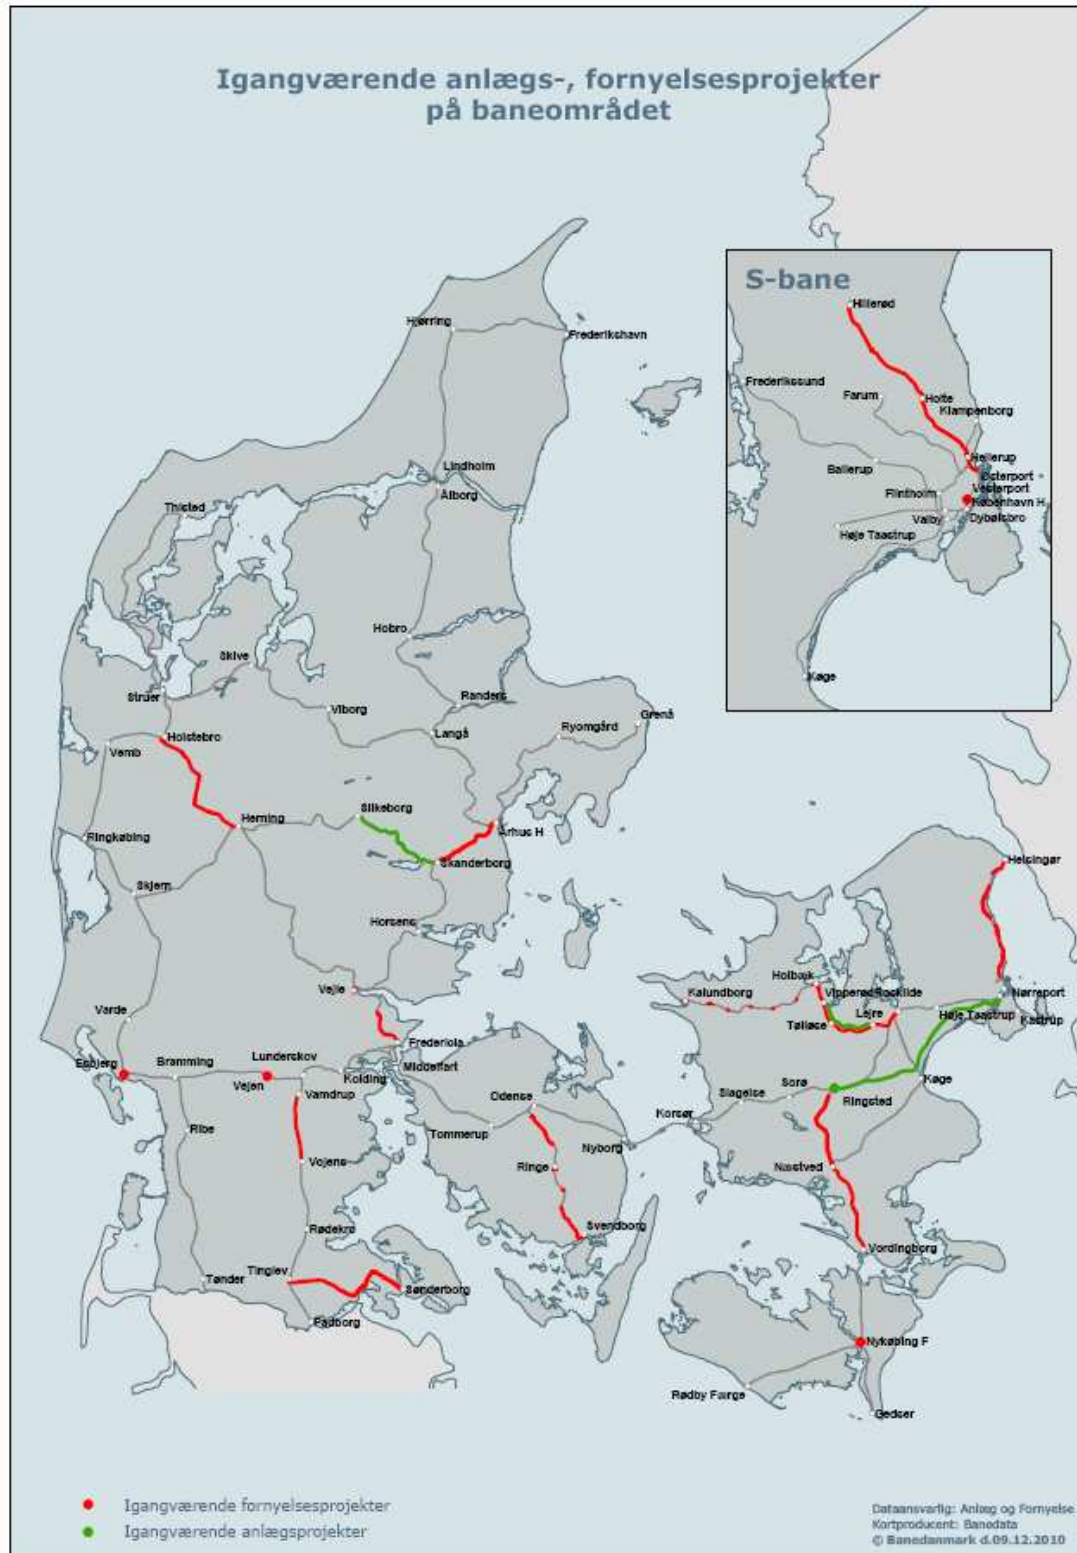 Igangværende anlægs-, fornyelsesprojekter
på baneområdet
S-bane
Hillerød
Frederikssund
Farum
Holte
Klampenborg
Hellerup
Ballerup
Østerport
Vesterport
Flintholm
København H
Valby
Dybølsbro
Høje Taastrup
Køge
Hjørring
Frederikshavn
Lindholm
Ålborg
Thisted
Hobro
Skive
Struer
Viborg
Randers
Langå
Ryomgård
Grenå
Holstebro
Vemb
Silkeborg
Herning
Århus H
Ringkøbing
Skanderborg
Skjern
Horsens
Helsingør
Vejle
Holbæk
Kalundborg
Vipperød
Roskilde
Nørreport
Lejre
Høje Taastrup
Kastrup
Tølløse
Varde
Fredericia
Esbjerg
Bramming
Lunderskov
Middelfart
Vejen
Kolding
Vamdrup
Odense
Slagelse
Sorø
Ringsted
Køge
Korsør
Ribe
Tommerup
Nyborg
Vojens
Ringe
Næstved
Rødekro
Svendborg
Vordingborg
Tønder
Tinglev
Sønderborg
Padborg
Nykøbing F
Rødby Færge
Gedser
Igangværende fornyelsesprojekter
Igangværende anlægsprojekter
Dataansvarlig: Anlæg og Fornyelse
Kortproducent: Banedata
© Banedanmark d.09.12.2010